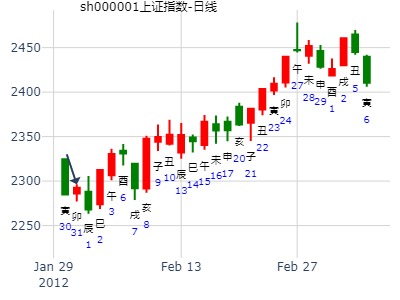 sh000001上证指数-日线
2450
2400
2350
2300
2250
寅
30
卯
31
辰
1
巳
2
午
3
酉
6
戌
7
亥
8
子
9
丑
10
辰
13
巳
14
午
15
未
16
申
17
亥
20
子
21
丑
22
寅
23
卯
24
午
27
未
28
申
29
酉
1
戌
2
丑
5
寅
6
Jan 29
2012
Feb 13
Feb 27